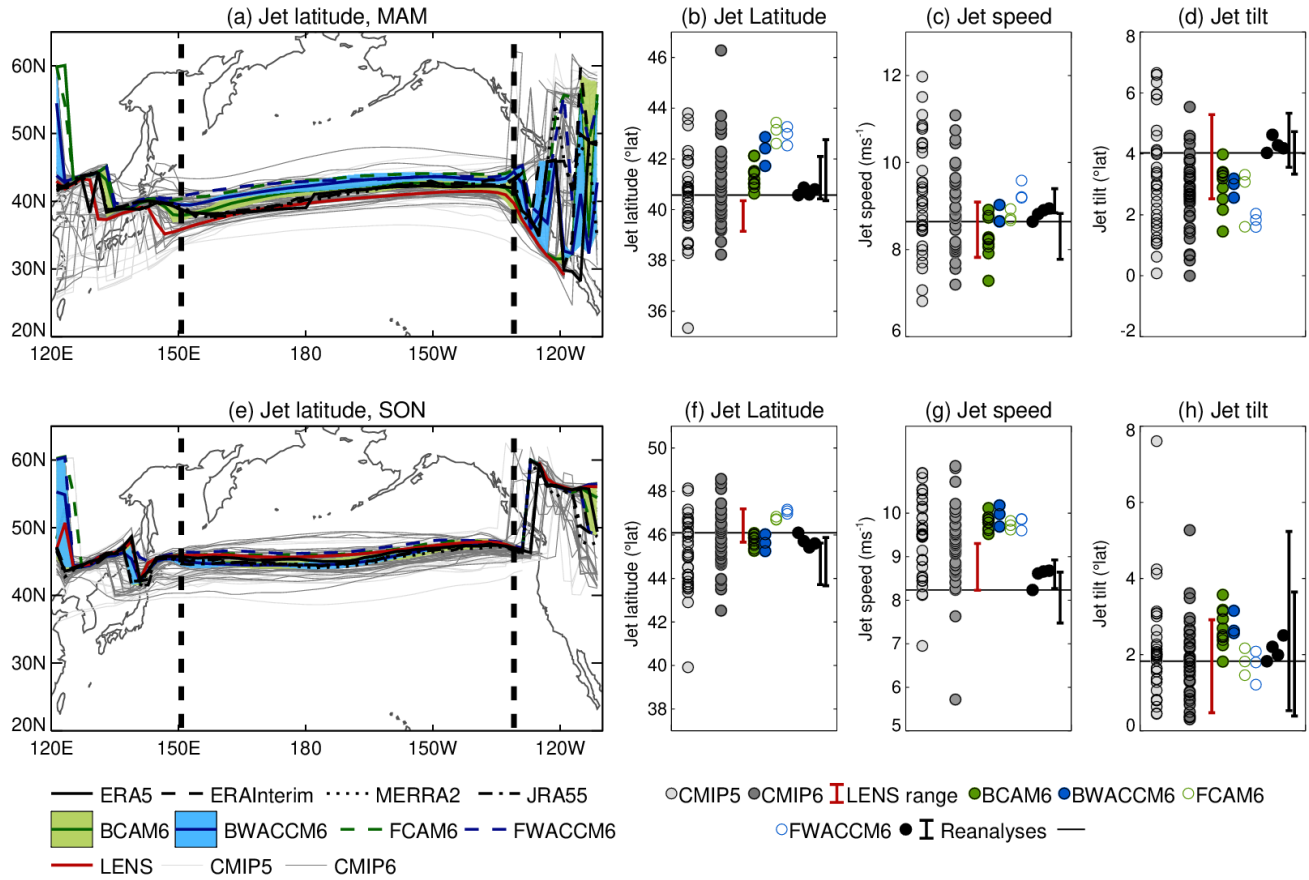 (a) Jet latitude, MAM
(b) Jet Latitude
(c) Jet speed
(d) Jet tilt
60N
50N
40N
30N
20N
120E 150E 180 150W 120W
Jet latitude (°lat)
46
44
42
40
38
36
Jet speed (ms⁻¹)
12
10
8
6
Jet tilt (°lat)
8
6
4
2
0
-2
(e) Jet latitude, SON
(f) Jet Latitude
(g) Jet speed
(h) Jet tilt
60N
50N
40N
30N
20N
120E 150E 180 150W 120W
Jet latitude (°lat)
50
48
46
44
42
40
38
Jet speed (ms⁻¹)
10
9
8
7
6
5
Jet tilt (°lat)
8
6
4
2
0
ERA5 ERAInterim MERRA2 JRA55
BCAM6 BWACCM6 FCAM6 FWACCM6
LENS CMIP5 CMIP6
CMIP5 CMIP6 LENS range BCAM6 BWACCM6 FCAM6
FWACCM6 Reanalyses